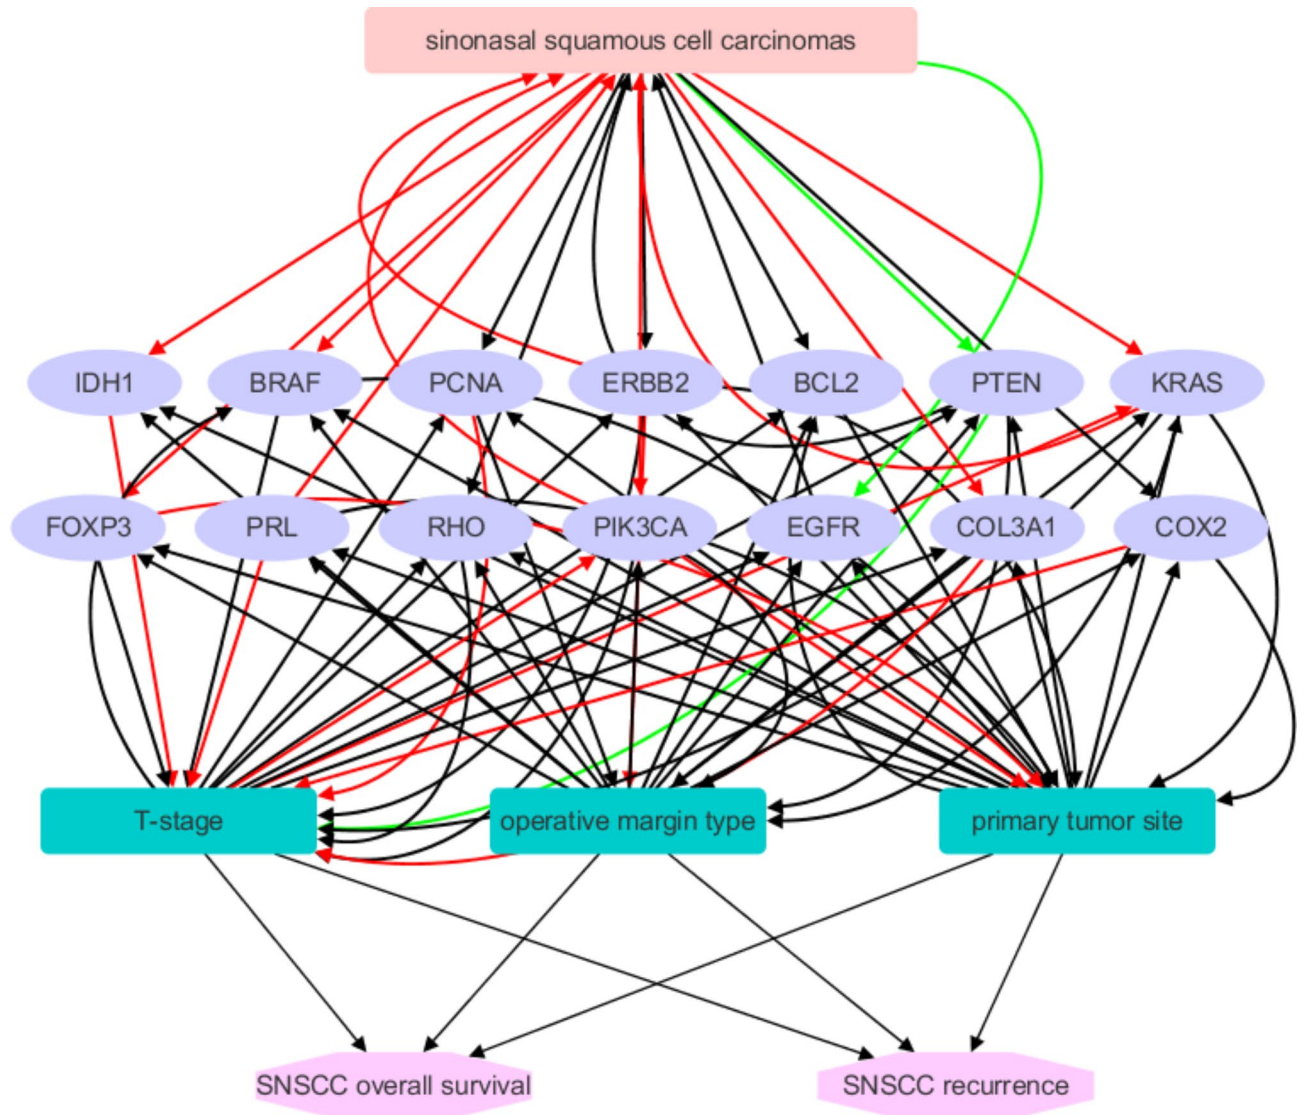 sinonasal squamous cell carcinomas
IDH1
BRAF
PCNA
ERBB2
BCL2
PTEN
KRAS
FOXP3
PRL
RHO
PIK3CA
EGFR
COL3A1
COX2
T-stage
operative margin type
primary tumor site
SNSCC overall survival
SNSCC recurrence